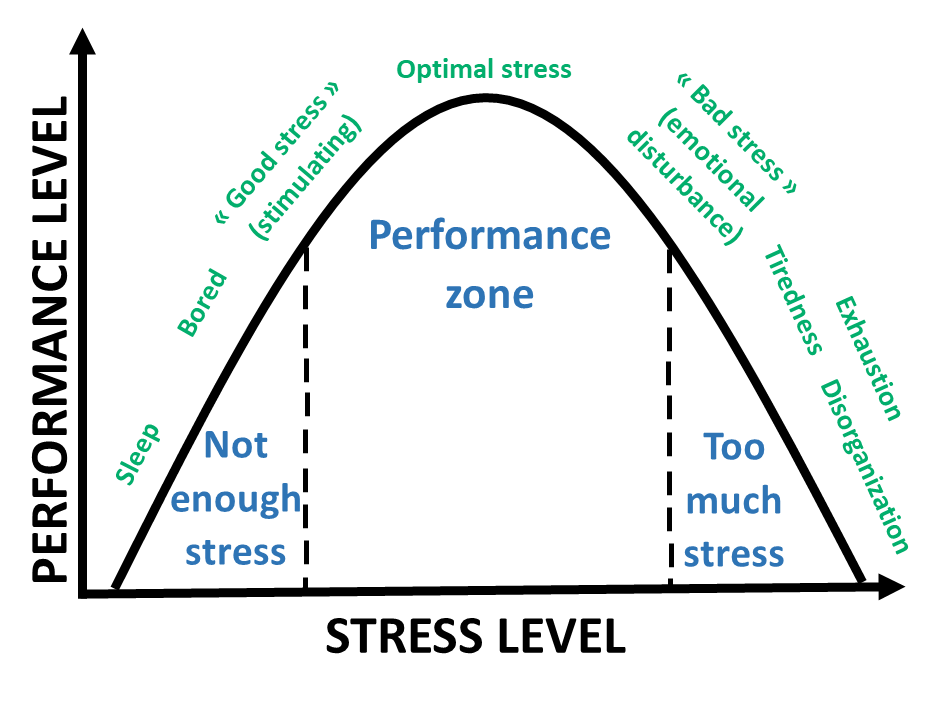 PERFORMANCE LEVEL
Optimal stress
« Good stress »
(stimulating)
« Bad stress »
(emotional
disturbance)
Bored
Sleep
Performance
zone
Tiredness
Exhaustion
Disorganization
Not
enough
stress
Too
much
stress
STRESS LEVEL